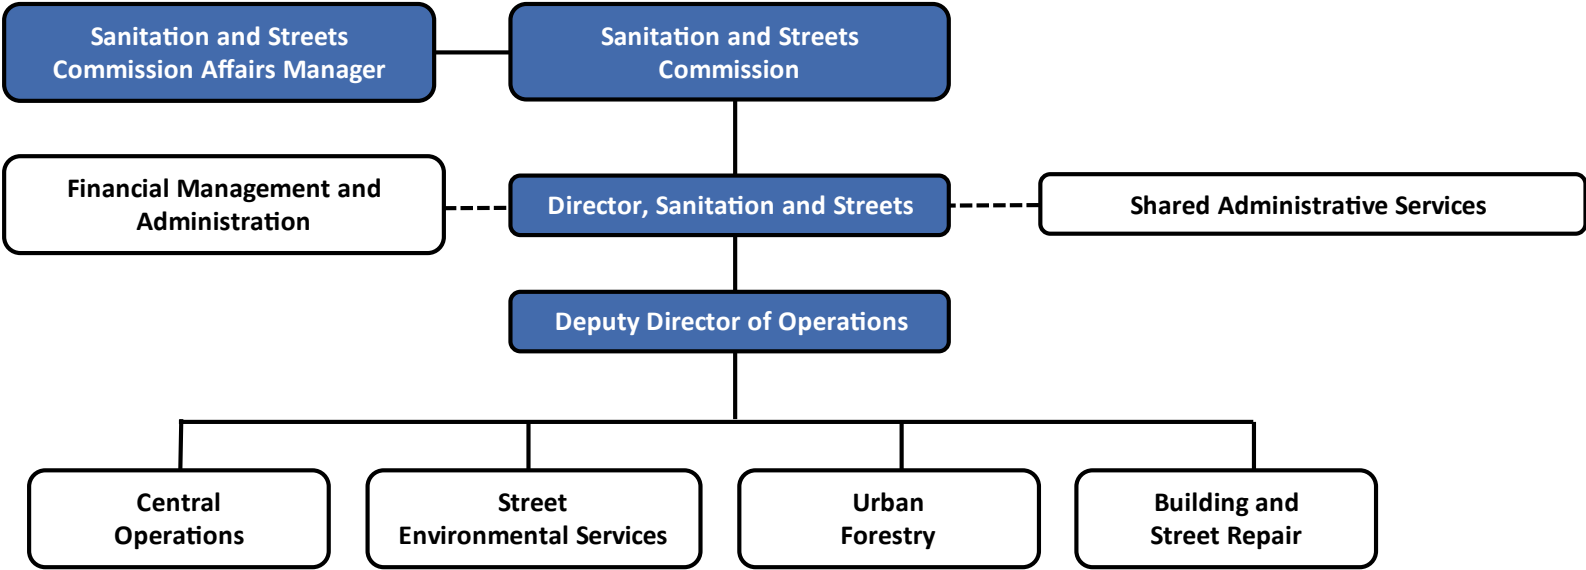 Sanitation and Streets
Commission Affairs Manager
Sanitation and Streets
Commission
Financial Management and
Administration
Director, Sanitation and Streets
Shared Administrative Services
Deputy Director of Operations
Central
Operations
Street
Environmental Services
Urban
Forestry
Building and
Street Repair